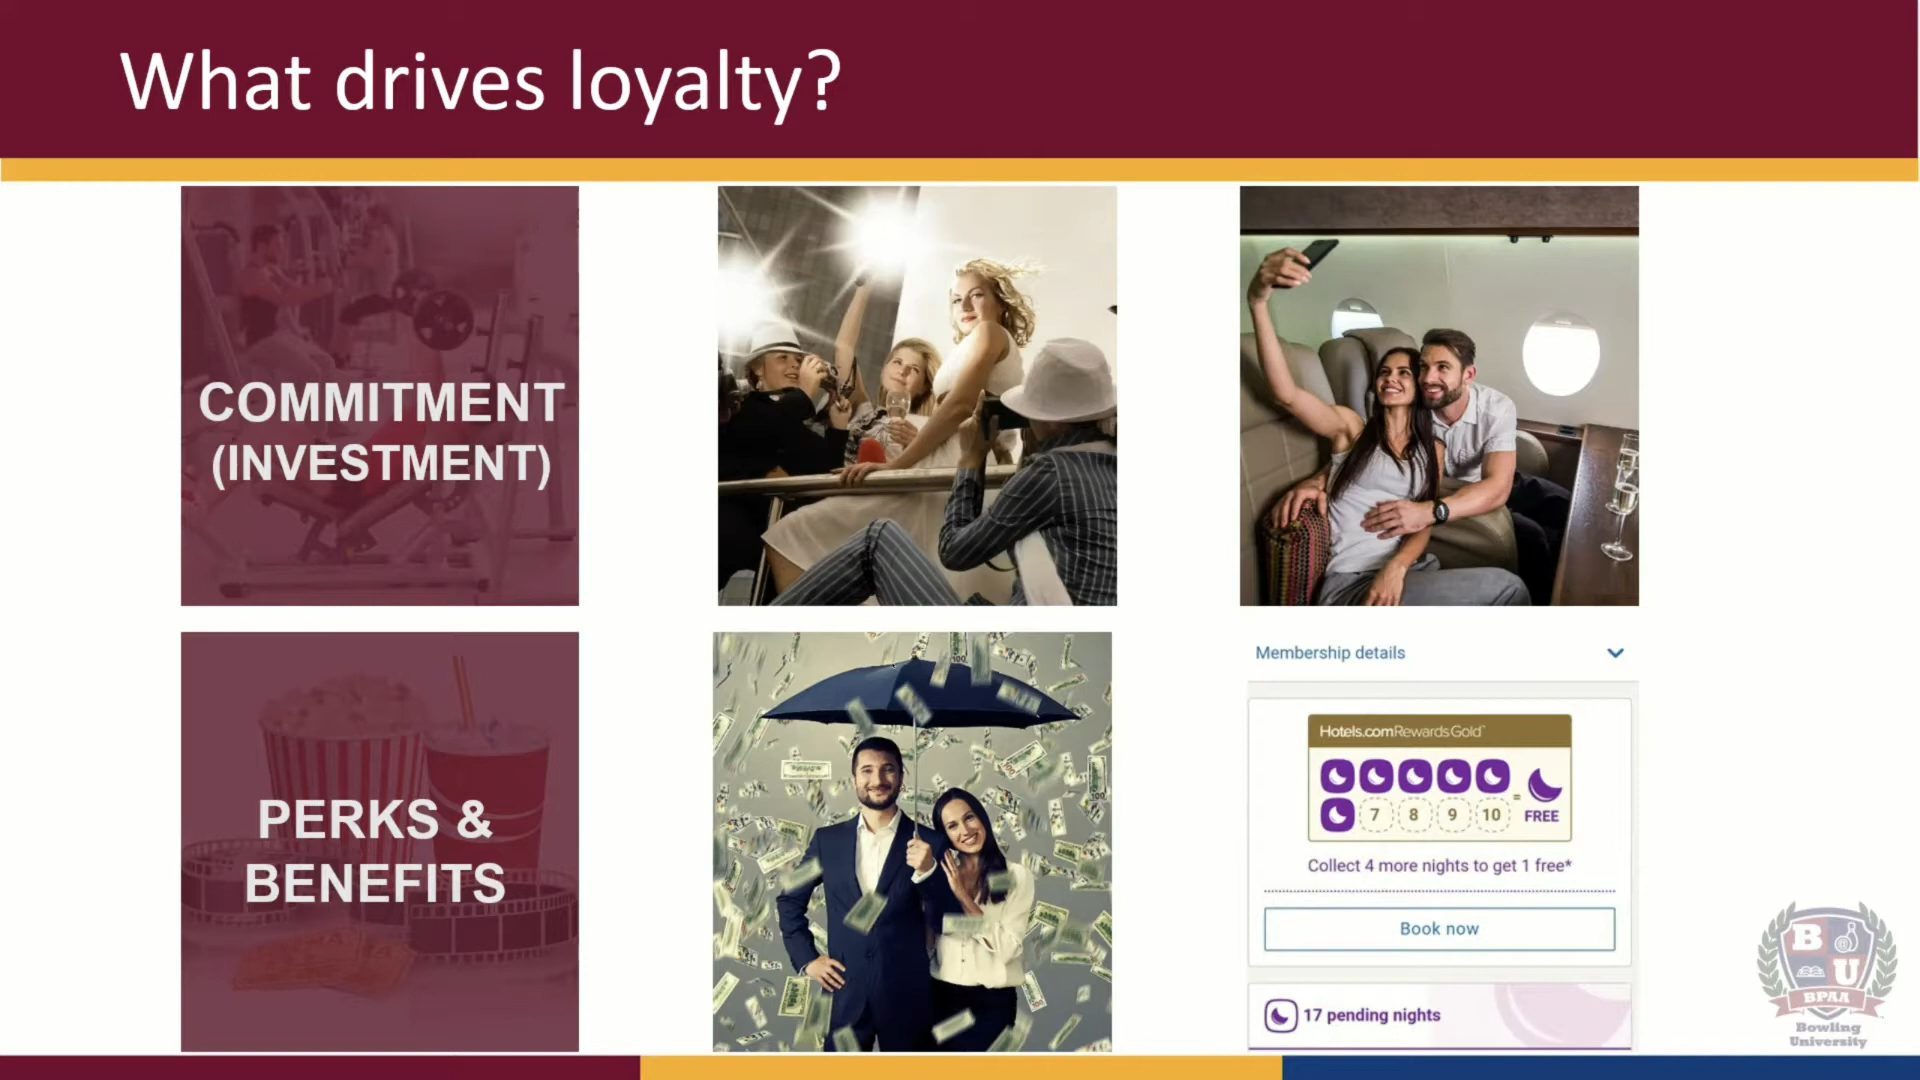 What drives loyalty?
COMMITMENT
(INVESTMENT)
PERKS &
BENEFITS
Membership details
Hotels.com Rewards Gold™
7 8 9 10 = FREE
Collect 4 more nights to get 1 free*
Book now
17 pending nights
B
U
BPAA
Bowling
University